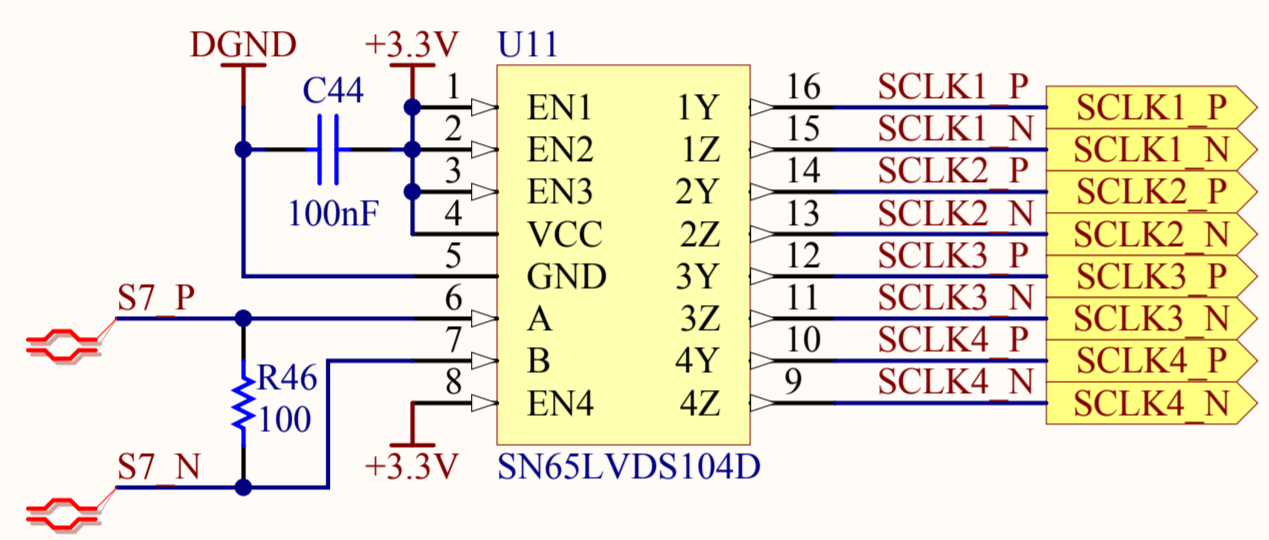 DGND
+3.3V
U11
C44
100nF
1 EN1 1Y 16 SCLK1_P SCLK1_P
2 EN2 1Z 15 SCLK1_N SCLK1_N
3 EN3 2Y 14 SCLK2_P SCLK2_P
4 VCC 2Z 13 SCLK2_N SCLK2_N
5 GND 3Y 12 SCLK3_P SCLK3_P
S7_P
6 A 3Z 11 SCLK3_N SCLK3_N
7 B 4Y 10 SCLK4_P SCLK4_P
R46
100
8 EN4 4Z 9 SCLK4_N SCLK4_N
S7_N
+3.3V
SN65LVDS104D